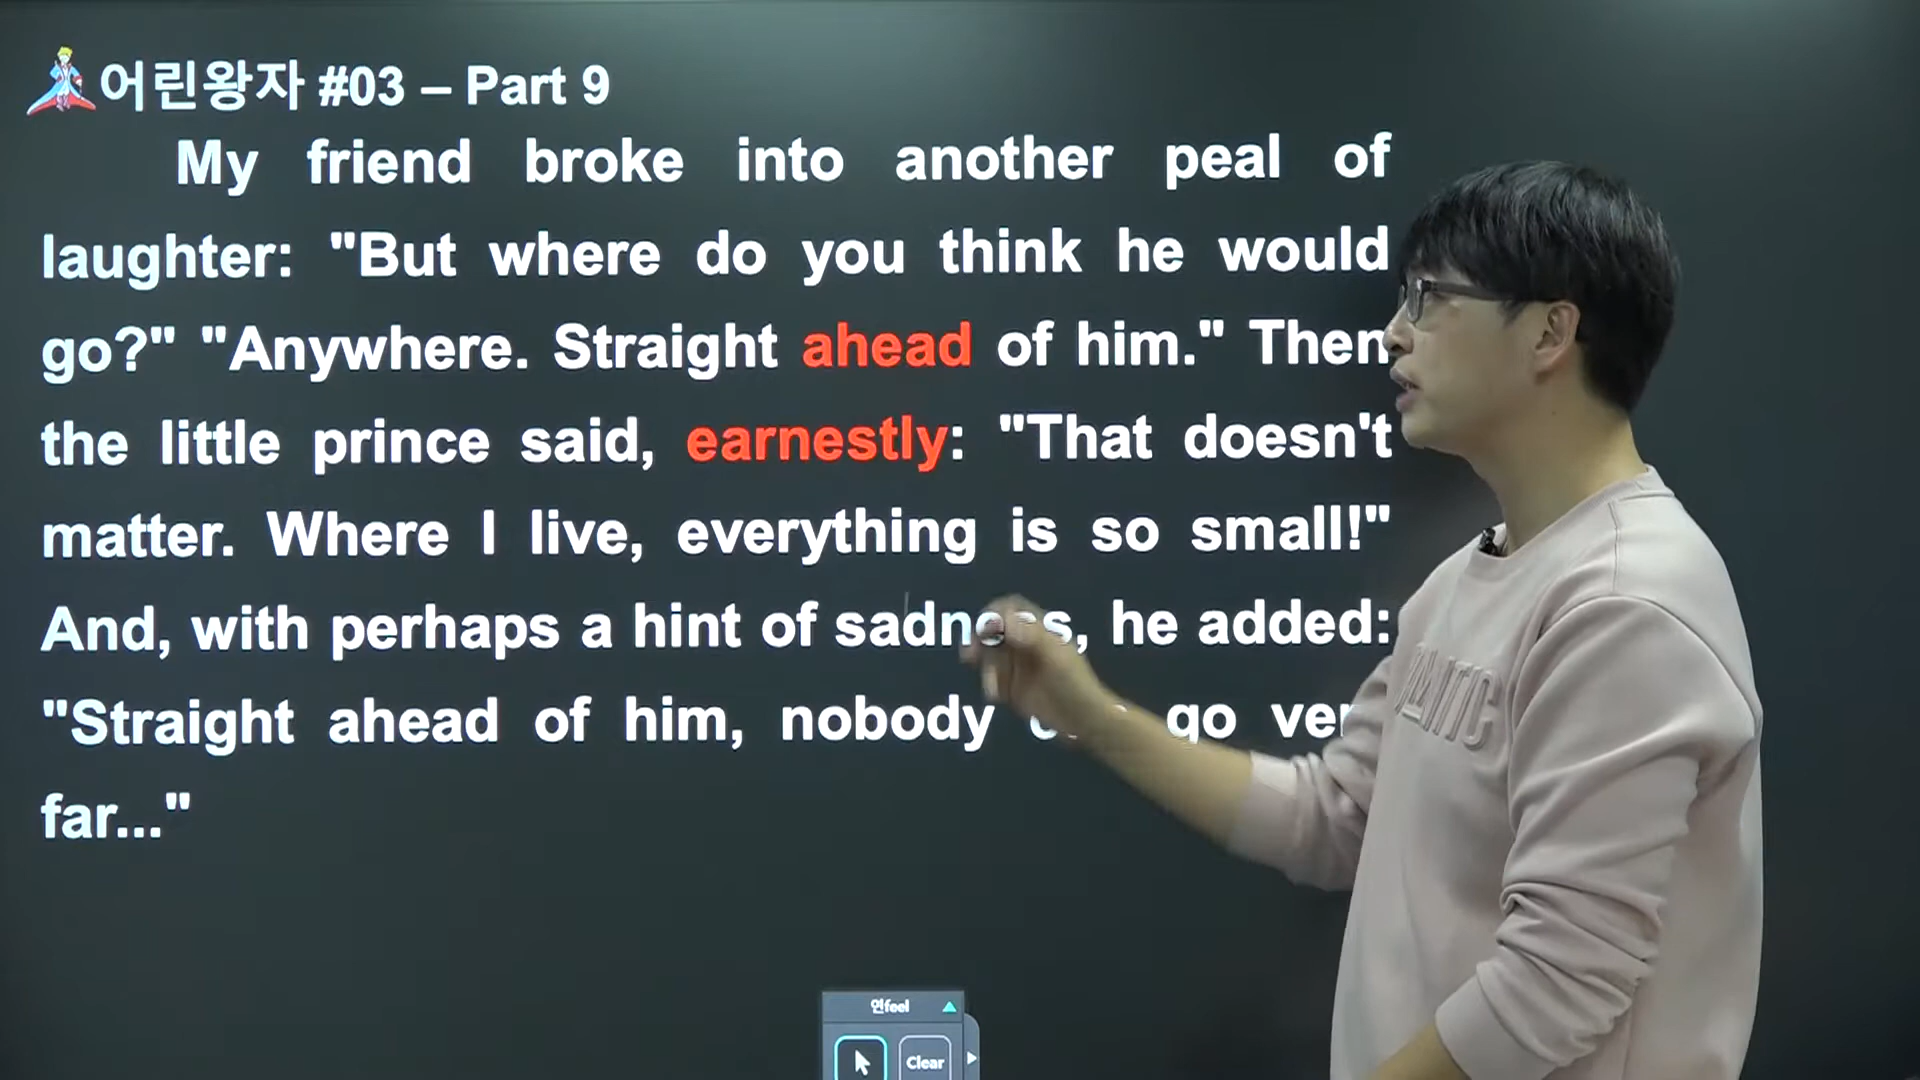 어린왕자 #03 – Part 9
My friend broke into another peal of
laughter: "But where do you think he would
go?" "Anywhere. Straight ahead of him." Then
the little prince said, earnestly: "That doesn't
matter. Where I live, everything is so small!"
And, with perhaps a hint of sadness, he added:
"Straight ahead of him, nobody go
far..."
연feel
Clear